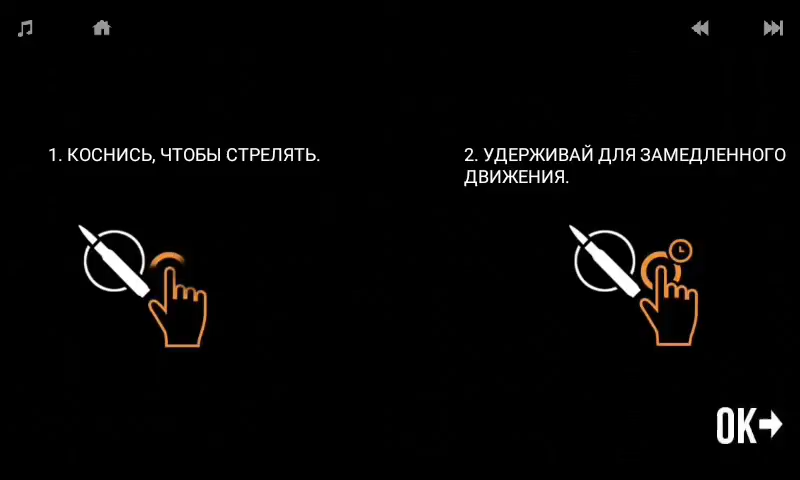 1. КОСНИСЬ, ЧТОБЫ СТРЕЛЯТЬ.
2. УДЕРЖИВАЙ ДЛЯ ЗАМЕДЛЕННОГО
ДВИЖЕНИЯ.
OK